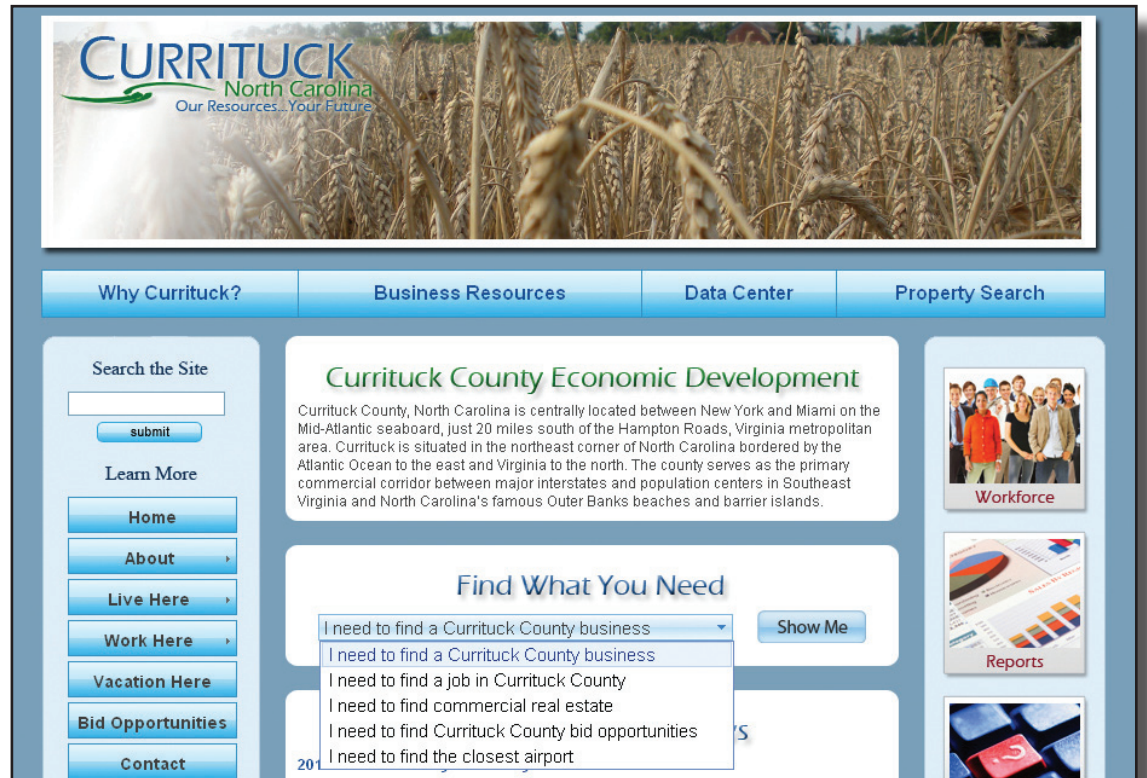 CURRITUCK
North Carolina
Our Resources...Your Future
Why Currituck?
Business Resources
Data Center
Property Search
Search the Site
submit
Learn More
Home
About
Live Here
Work Here
Vacation Here
Bid Opportunities
Contact
Currituck County Economic Development
Currituck County, North Carolina is centrally located between New York and Miami on the
Mid-Atlantic seaboard, just 20 miles south of the Hampton Roads, Virginia metropolitan
area. Currituck is situated in the northeast corner of North Carolina bordered by the
Atlantic Ocean to the east and Virginia to the north. The county serves as the primary
commercial corridor between major interstates and population centers in Southeast
Virginia and North Carolina's famous Outer Banks beaches and barrier islands.
Find What You Need
I need to find a Currituck County business
Show Me
I need to find a Currituck County business
I need to find a job in Currituck County
I need to find commercial real estate
I need to find Currituck County bid opportunities
I need to find the closest airport
201
Workforce
Reports